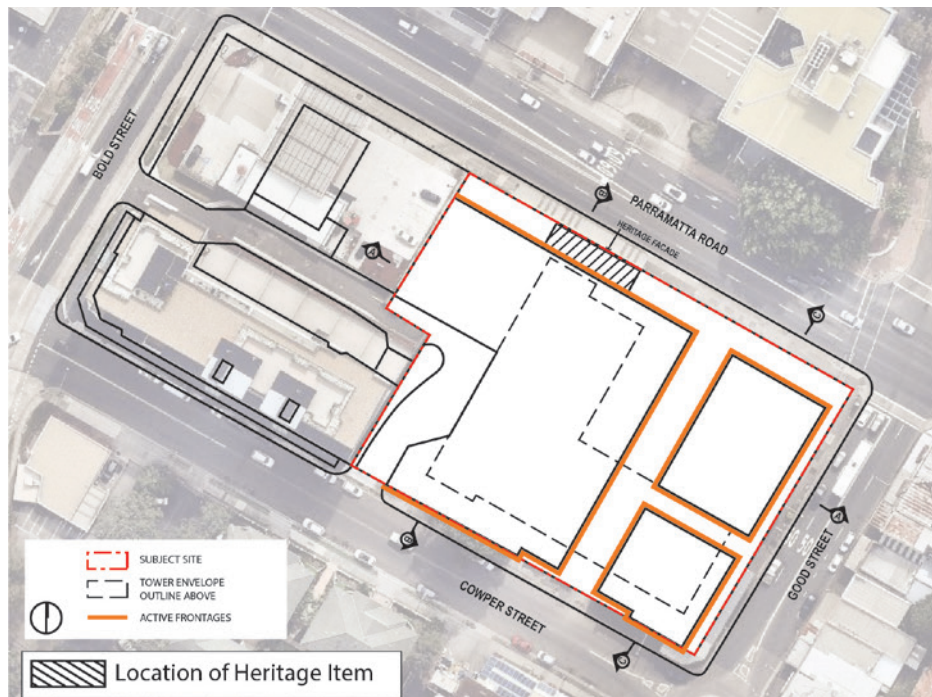 BOLD STREET
PARRAMATTA ROAD
HERITAGE FACADE
B
A
C
GOOD STREET
A
B
COWPER STREET
C
SUBJECT SITE
TOWER ENVELOPE
OUTLINE ABOVE
ACTIVE FRONTAGES
Location of Heritage Item